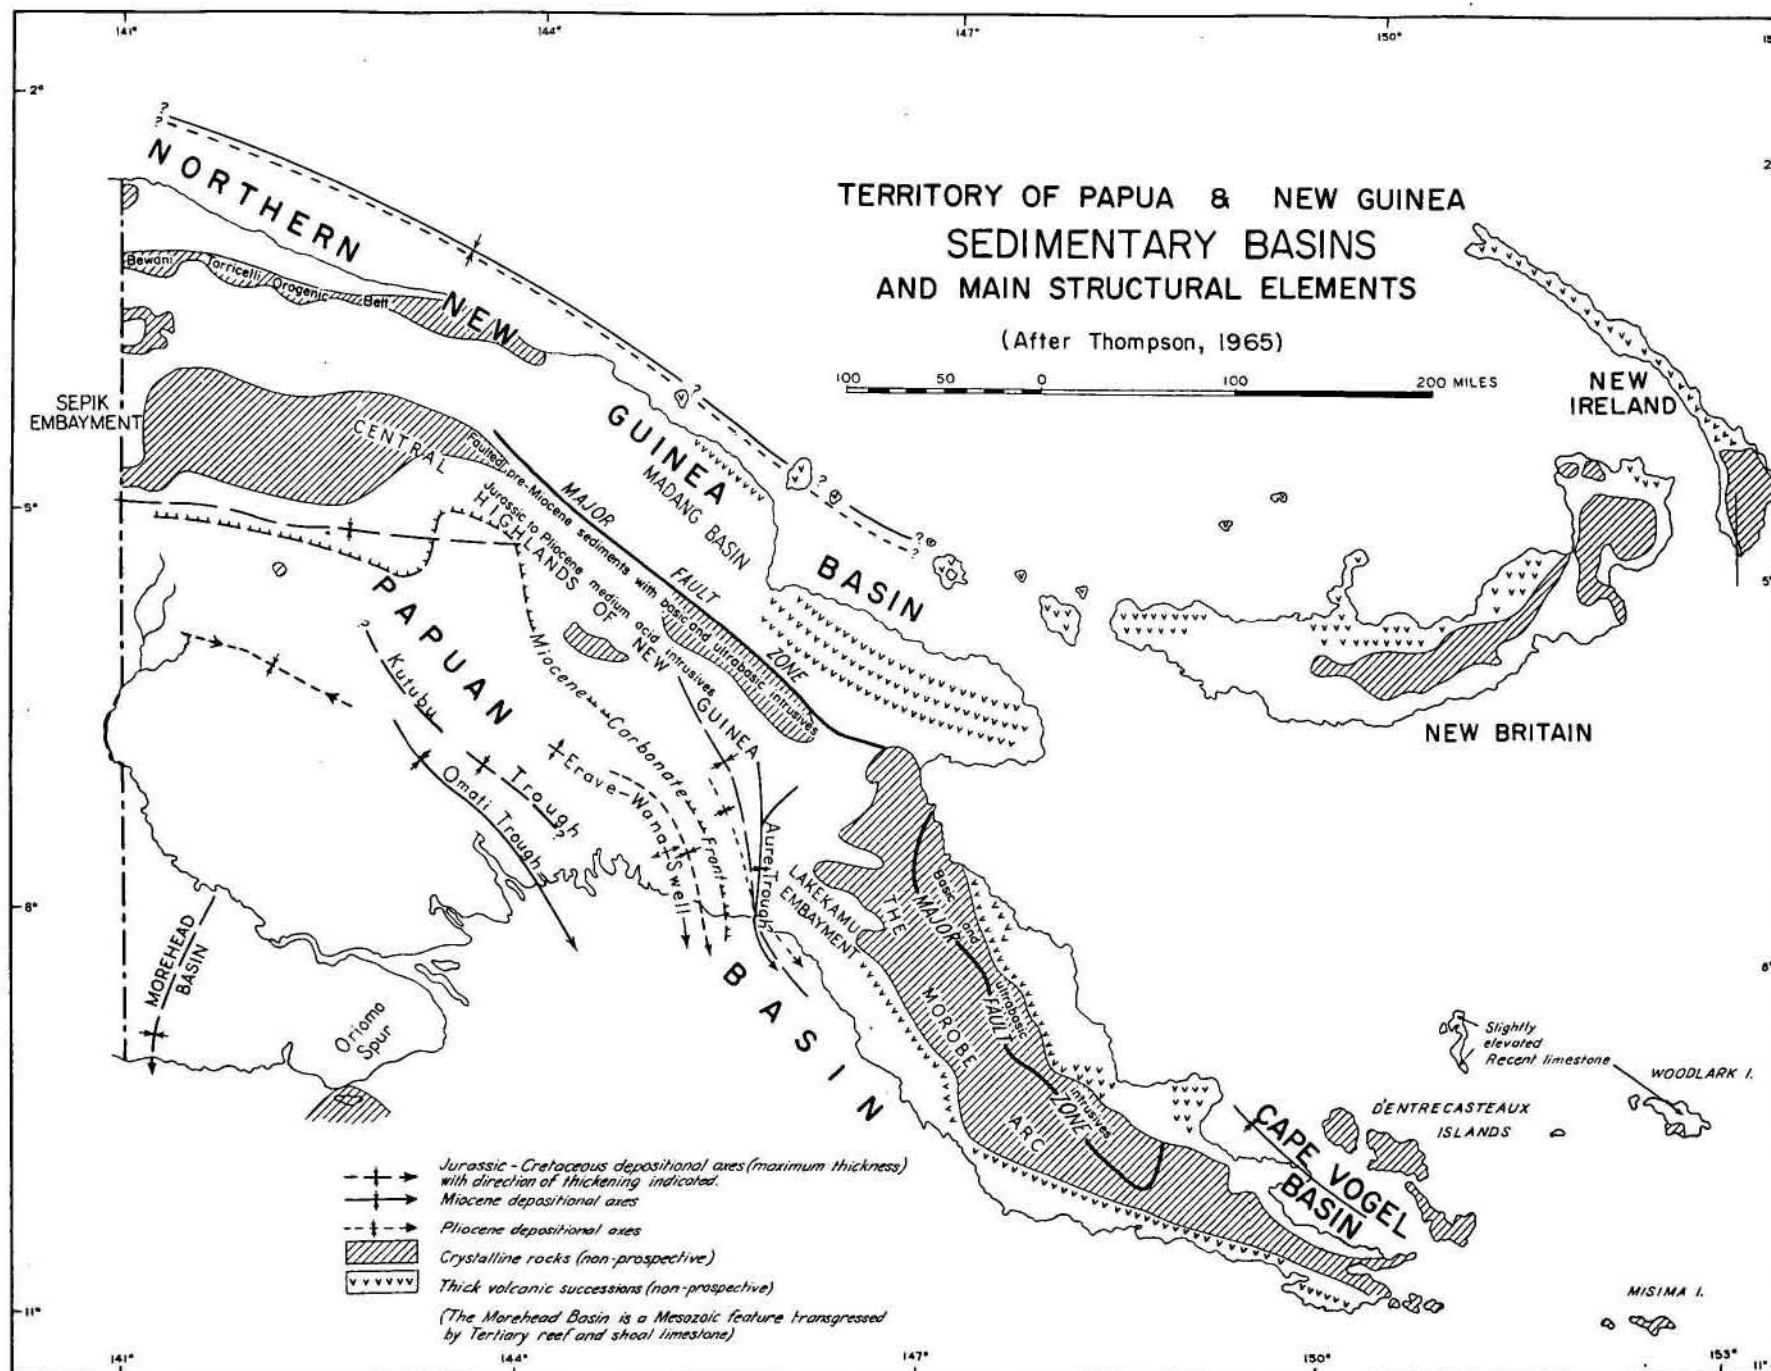 141°
144°
147°
150°
2°
?
?
NORTHERN
NEW
GUINEA
BASIN
TERRITORY OF PAPUA & NEW GUINEA
SEDIMENTARY BASINS
AND MAIN STRUCTURAL ELEMENTS
(After Thompson, 1965)
100 50 0 100 200 MILES
Bewani
Torricelli
Orogenic
Belt
NEW
IRELAND
SEPIK
EMBAYMENT
CENTRAL
HIGHLANDS
OF
NEW
GUINEA
Faulted pre-Miocene sediments with basic and ultrabasic intrusives
Jurassic to Pliocene medium acid intrusives
MAJOR
FAULT
ZONE
MADANG BASIN
?
?
?
?
5°
5°
PAPUAN
BASIN
?
Kutubu
Trough
?
Omati Trough
Erave-Wana Swell
Miocene Carbonate Front
Aure Trough
LAKEKAMU
EMBAYMENT
NEW BRITAIN
8°
MOREHEAD
BASIN
Oriomo
Spur
THE
MOROBE
ARC
MAJOR
FAULT
ZONE
Basic and ultrabasic intrusives
Slightly
elevated
Recent limestone
WOODLARK I.
D'ENTRECASTEAUX
ISLANDS
CAPE VOGEL
BASIN
MISIMA I.
Jurassic - Cretaceous depositional axes (maximum thickness)
with direction of thickening indicated.
Miocene depositional axes
Pliocene depositional axes
Crystalline rocks (non-prospective)
Thick volcanic successions (non-prospective)
(The Morehead Basin is a Mesozoic feature transgressed
by Tertiary reef and shoal limestone)
11°
141°
144°
147°
150°
153°
11°